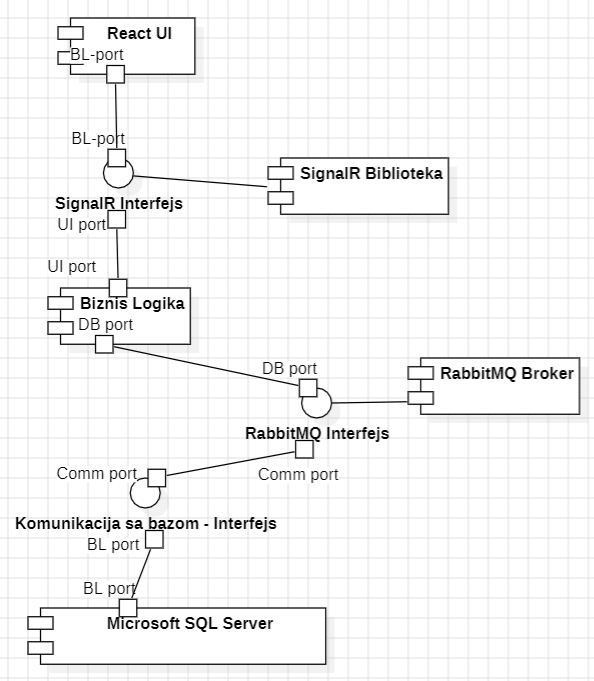 React UI
BL-port
BL-port
SignalR Biblioteka
SignalR Interfejs
UI port
UI port
Biznis Logika
DB port
DB port
RabbitMQ Broker
RabbitMQ Interfejs
Comm port
Comm port
Komunikacija sa bazom - Interfejs
BL port
BL port
Microsoft SQL Server